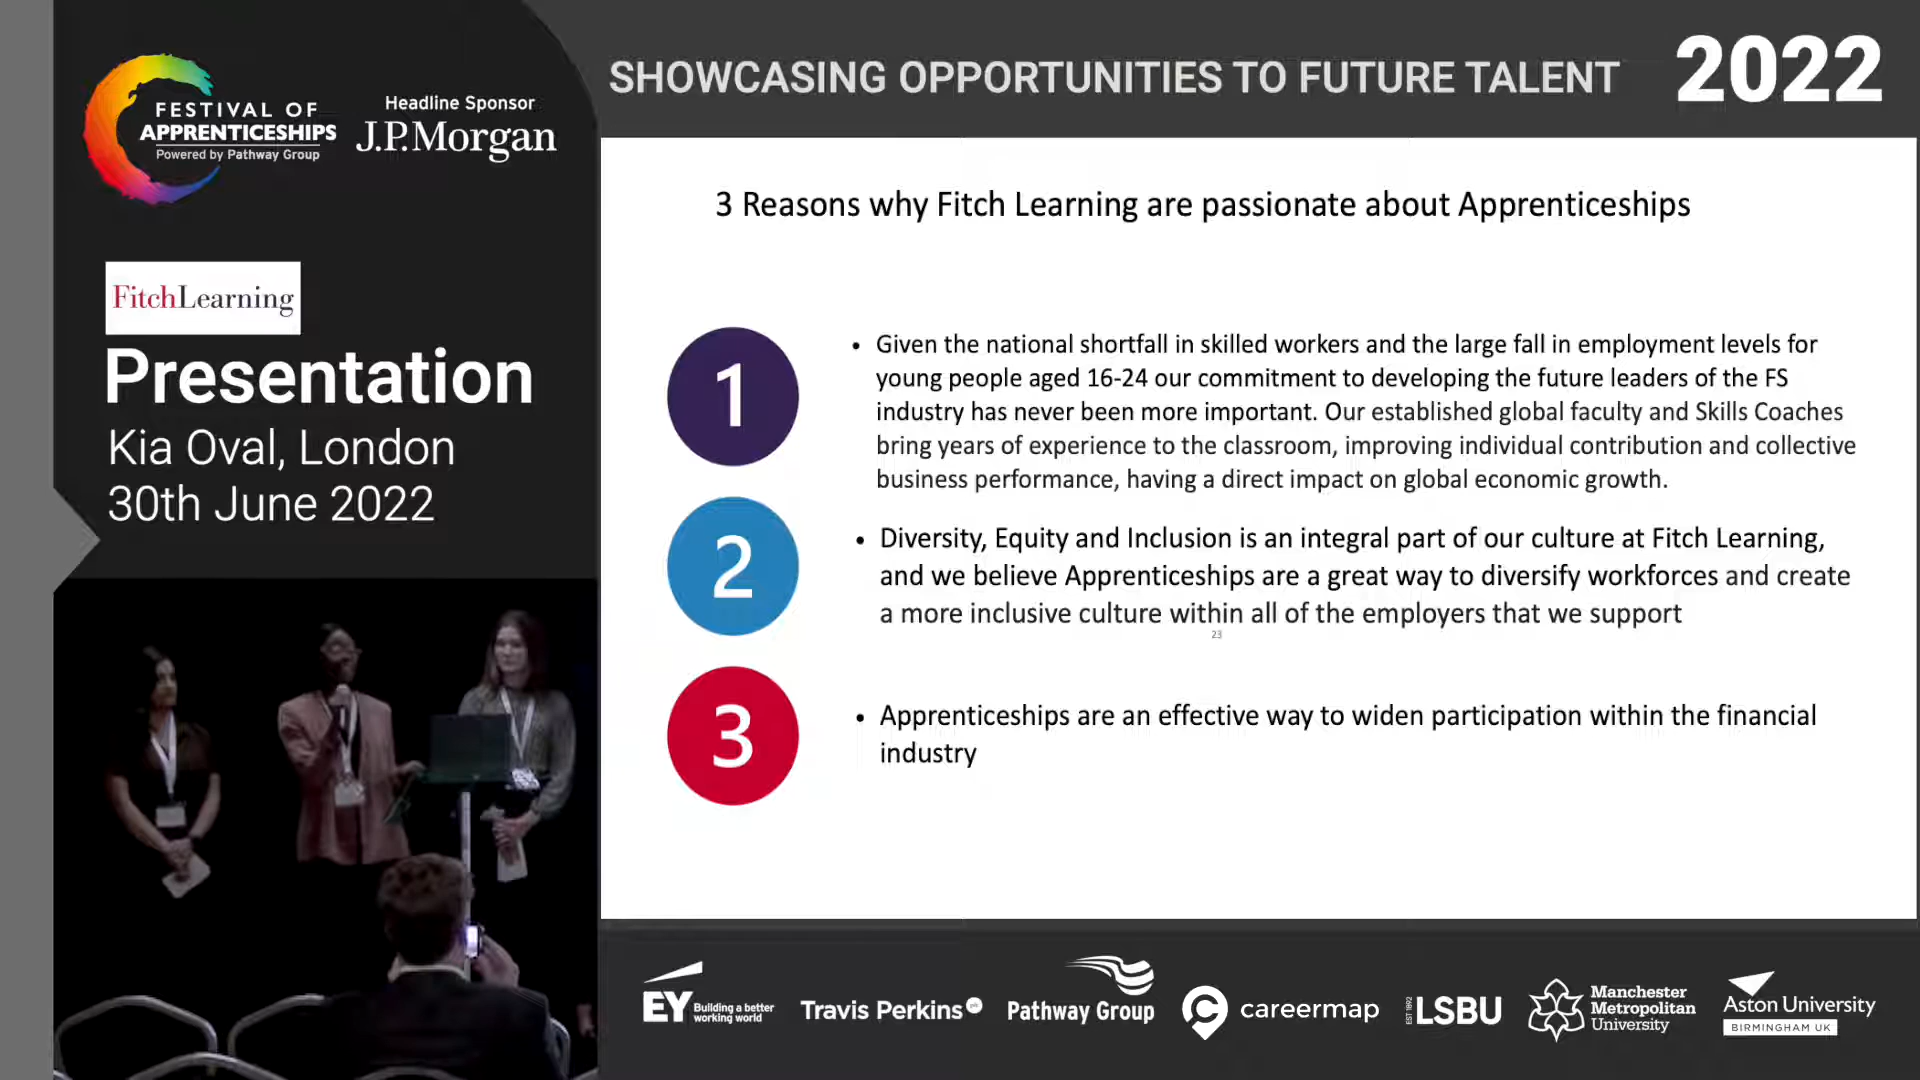 FESTIVAL OF
APPRENTICESHIPS
Powered by Pathway Group
Headline Sponsor
J.P.Morgan
SHOWCASING OPPORTUNITIES TO FUTURE TALENT
2022
FitchLearning
Presentation
Kia Oval, London
30th June 2022
3 Reasons why Fitch Learning are passionate about Apprenticeships
1
• Given the national shortfall in skilled workers and the large fall in employment levels for
young people aged 16-24 our commitment to developing the future leaders of the FS
industry has never been more important. Our established global faculty and Skills Coaches
bring years of experience to the classroom, improving individual contribution and collective
business performance, having a direct impact on global economic growth.
2
• Diversity, Equity and Inclusion is an integral part of our culture at Fitch Learning,
and we believe Apprenticeships are a great way to diversify workforces and create
a more inclusive culture within all of the employers that we support
23
3
• Apprenticeships are an effective way to widen participation within the financial
industry
EY
Building a better
working world
Travis Perkins plc
Pathway Group
careermap
EST 1892
LSBU
Manchester
Metropolitan
University
Aston University
BIRMINGHAM UK